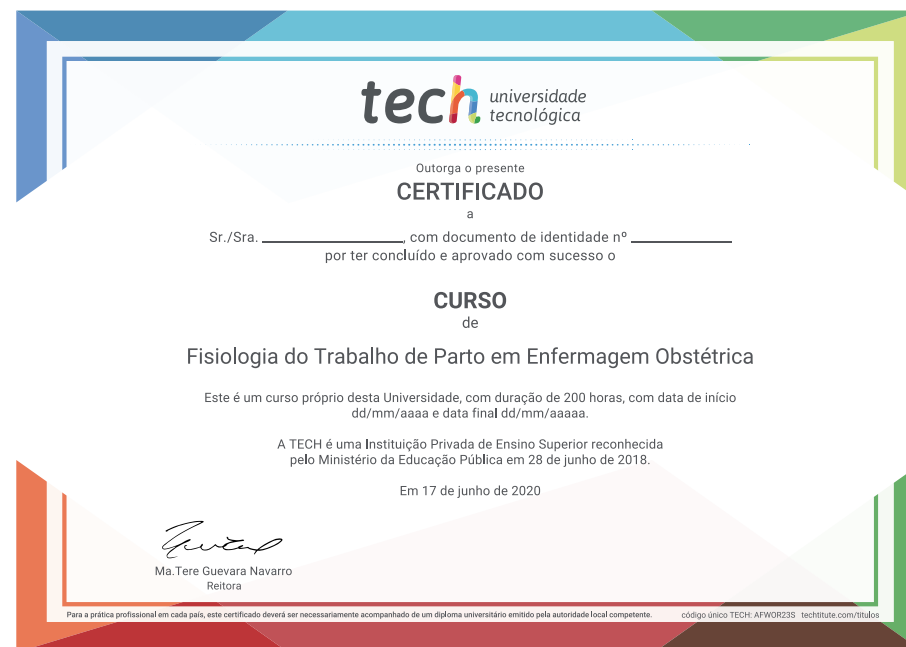 tech universidade
tecnológica
Outorga o presente
CERTIFICADO
a
Sr./Sra. ____________________, com documento de identidade nº ______________
por ter concluído e aprovado com sucesso o
CURSO
de
Fisiologia do Trabalho de Parto em Enfermagem Obstétrica
Este é um curso próprio desta Universidade, com duração de 200 horas, com data de início
dd/mm/aaaa e data final dd/mm/aaaaa.
A TECH é uma Instituição Privada de Ensino Superior reconhecida
pelo Ministério da Educação Pública em 28 de junho de 2018.
Em 17 de junho de 2020
Ma.Tere Guevara Navarro
Reitora
Para a prática profissional em cada país, este certificado deverá ser necessariamente acompanhado de um diploma universitário emitido pela autoridade local competente. código único TECH: AFWOR23S techtitute.com/titulos